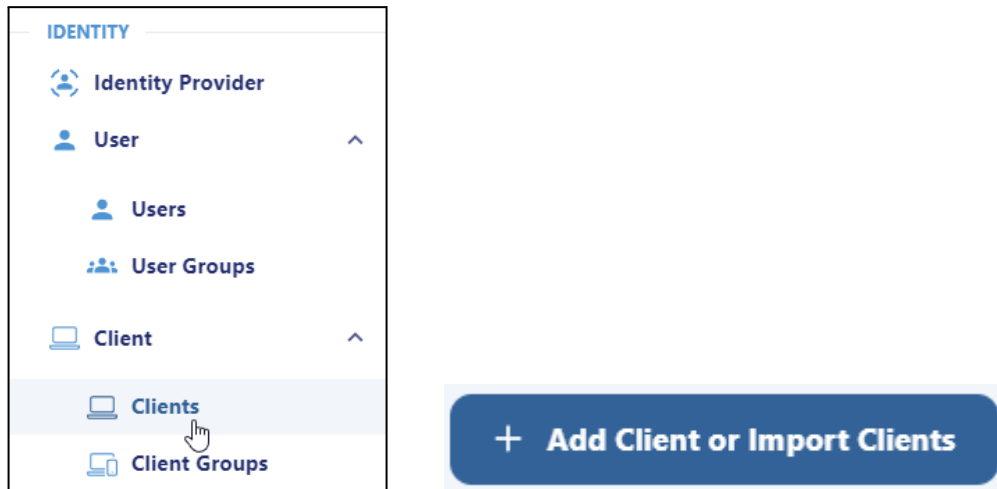 IDENTITY
Identity Provider
User
Users
User Groups
Client
Clients
Client Groups
+ Add Client or Import Clients